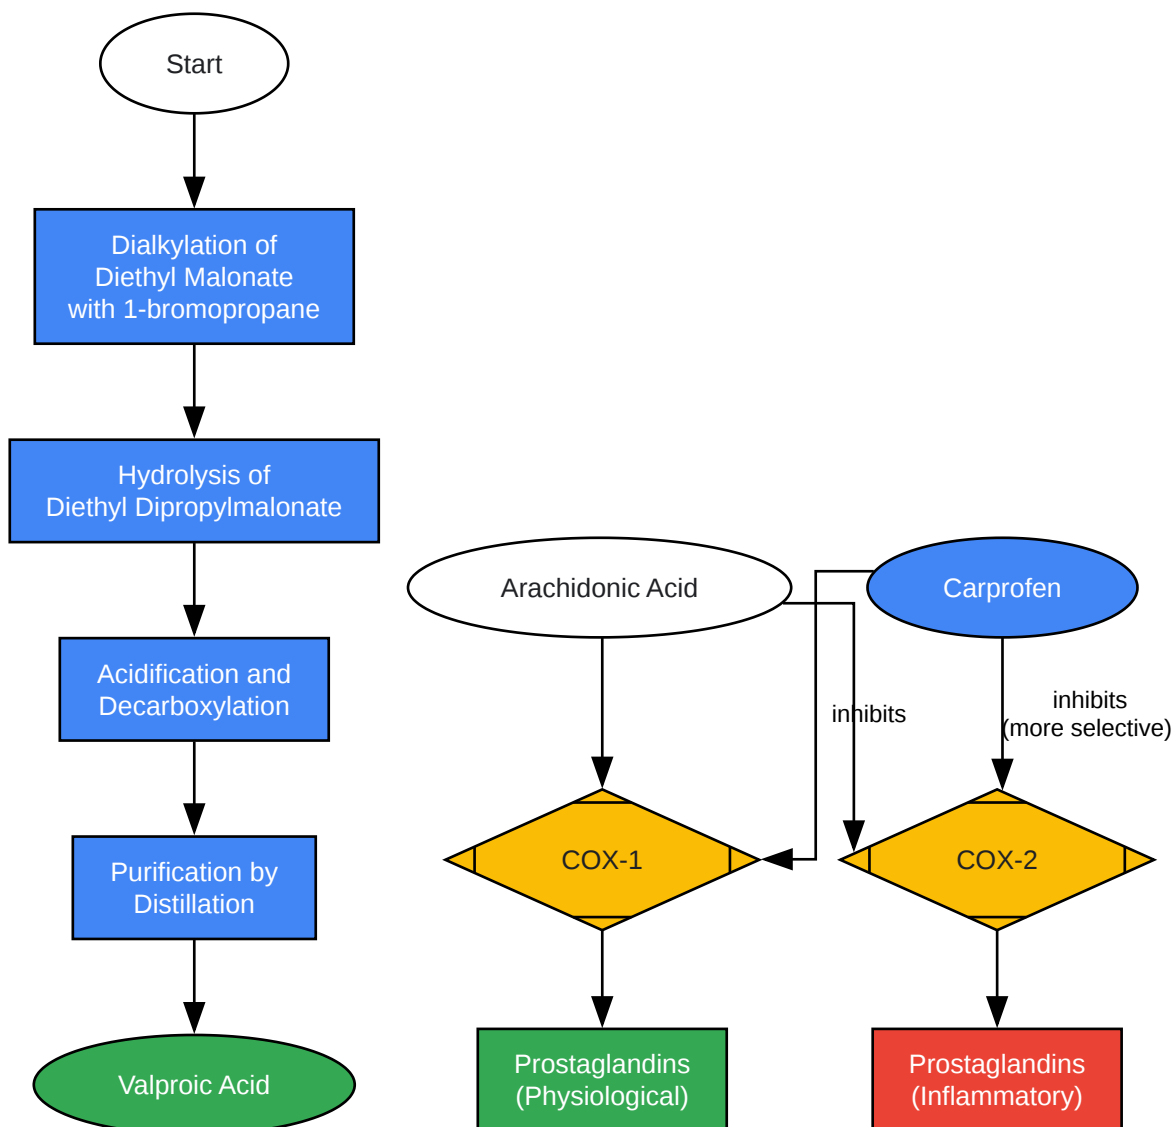 Start
Dialkylation of
Diethyl Malonate
with 1-bromopropane
Hydrolysis of
Diethyl Dipropylmalonate
Acidification and
Decarboxylation
Purification by
Distillation
Valproic Acid
Arachidonic Acid
Carprofen
inhibits
inhibits
(more selective)
COX-1
COX-2
Prostaglandins
(Physiological)
Prostaglandins
(Inflammatory)